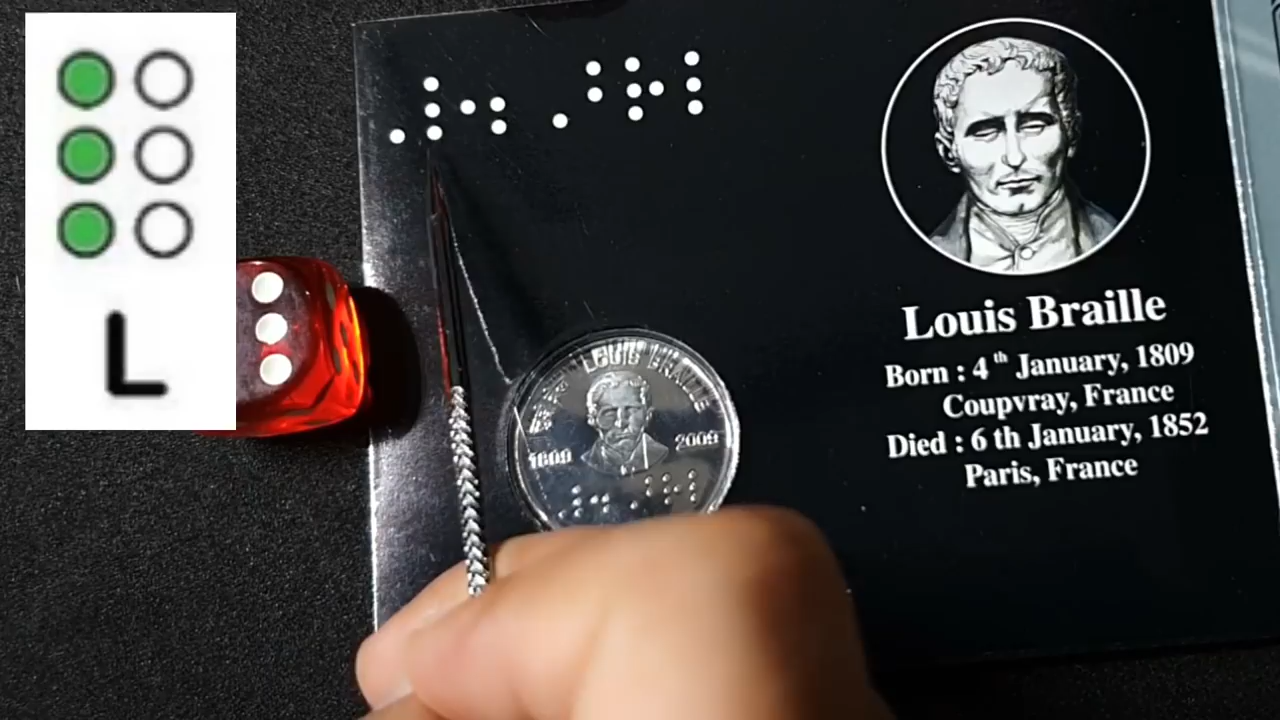 L
⠠⠇⠲ ⠠⠃⠗⠇
Louis Braille
Born : 4th January, 1809
Coupvray, France
Died : 6 th January, 1852
Paris, France
LOUIS BRAILLE
1809 2009
⠠⠇⠲ ⠠⠃⠗⠇